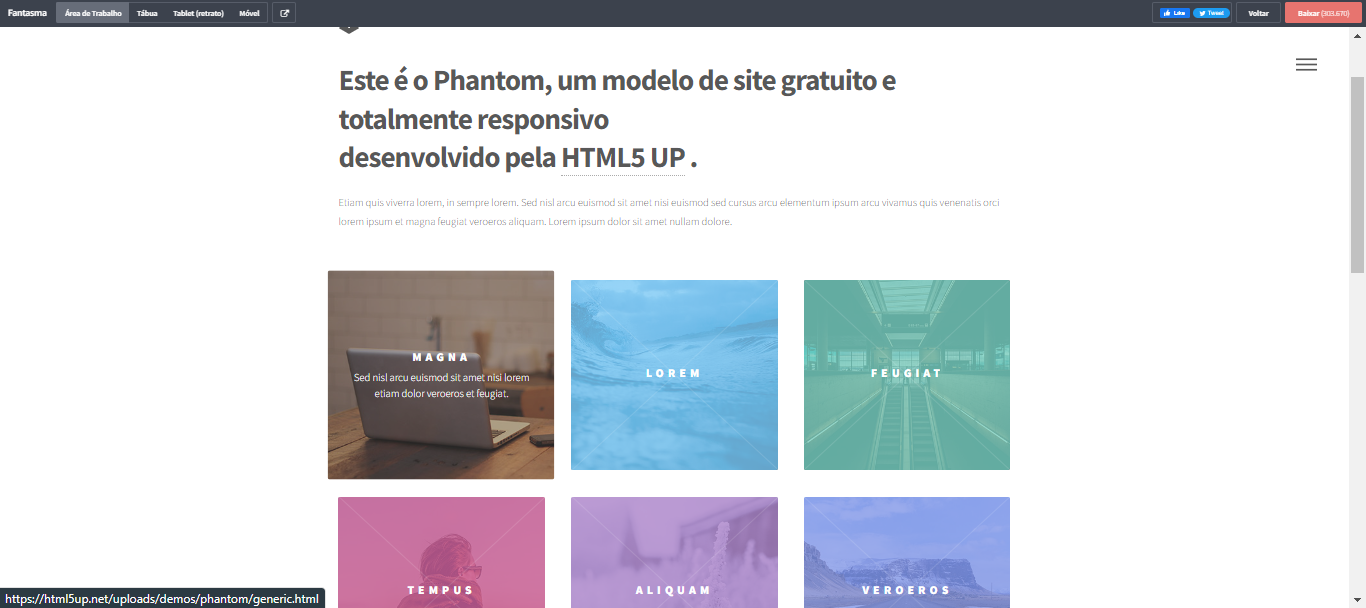 Fantasma
Área de Trabalho
Tábua
Tablet (retrato)
Móvel
Like
Tweet
Voltar
Baixar (303.670)
Este é o Phantom, um modelo de site gratuito e
totalmente responsivo
desenvolvido pela HTML5 UP .
Etiam quis viverra lorem, in sempre lorem. Sed nisl arcu euismod sit amet nisi euismod sed cursus arcu elementum ipsum arcu vivamus quis venenatis orci
lorem ipsum et magna feugiat veroeros aliquam. Lorem ipsum dolor sit amet nullam dolore.
MAGNA
Sed nisl arcu euismod sit amet nisi lorem
etiam dolor veroeros et feugiat.
LOREM
FEUGIAT
TEMPUS
ALIQUAM
VEROEROS
https://html5up.net/uploads/demos/phantom/generic.html